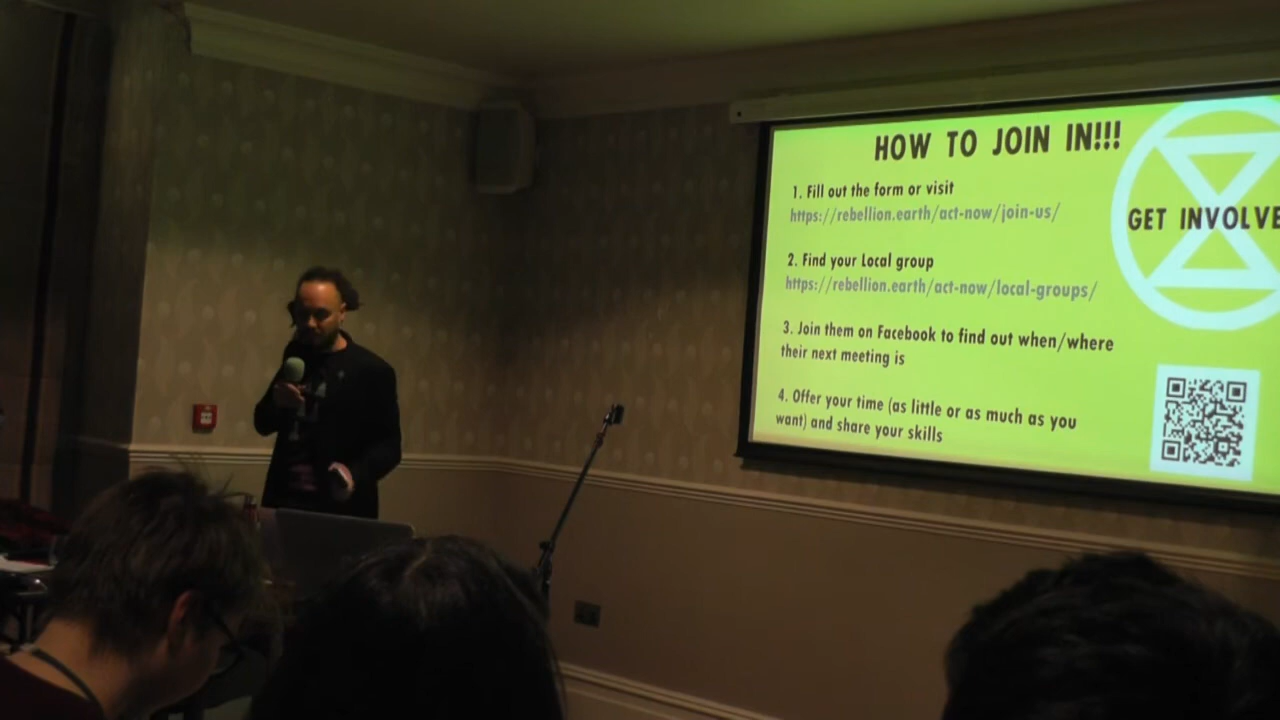 HOW TO JOIN IN!!!
1. Fill out the form or visit
https://rebellion.earth/act-now/join-us/
GET INVOLVE
2. Find your Local group
https://rebellion.earth/act-now/local-groups/
3. Join them on Facebook to find out when/where
their next meeting is
4. Offer your time (as little or as much as you
want) and share your skills